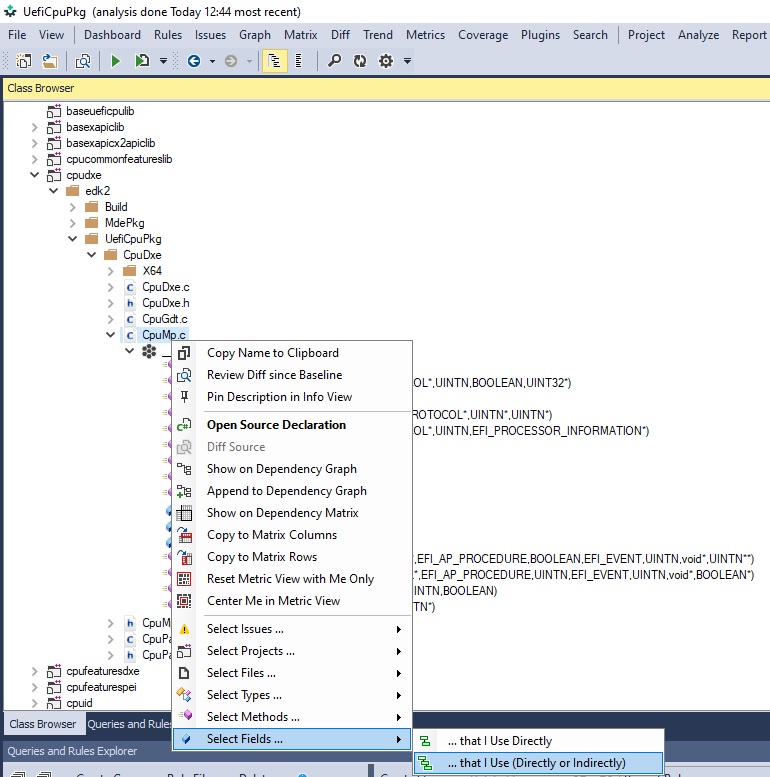 UefiCpuPkg (analysis done Today 12:44 most recent)
File View Dashboard Rules Issues Graph Matrix Diff Trend Metrics Coverage Plugins Search Project Analyze Report
Class Browser
baseueficpulib
basexapiclib
basexapicx2apiclib
cpucommonfeatureslib
cpudxe
edk2
Build
MdePkg
UefiCpuPkg
CpuDxe
X64
CpuDxe.c
CpuDxe.h
CpuGdt.c
CpuMp.c
Copy Name to Clipboard
Review Diff since Baseline
OL*,UINTN,BOOLEAN,UINT32*)
Pin Description in Info View
ROTOCOL*,UINTN*,UINTN*)
Open Source Declaration
OL*,UINTN,EFI_PROCESSOR_INFORMATION*)
Diff Source
Show on Dependency Graph
Append to Dependency Graph
Show on Dependency Matrix
Copy to Matrix Columns
Copy to Matrix Rows
*,EFI_AP_PROCEDURE,BOOLEAN,EFI_EVENT,UINTN,void*,UINTN**)
Reset Metric View with Me Only
*,EFI_AP_PROCEDURE,UINTN,EFI_EVENT,UINTN,void*,BOOLEAN*)
INTN,BOOLEAN)
Center Me in Metric View
TN*)
CpuM
Select Issues ...
CpuPa
Select Projects ...
CpuPa
cpufeaturesdxe
Select Files ...
cpufeaturespei
Select Types ...
cpuid
Select Methods ...
Class Browser Queries and Rules
Select Fields ...
... that I Use Directly
Queries and Rules Explorer
... that I Use (Directly or Indirectly)